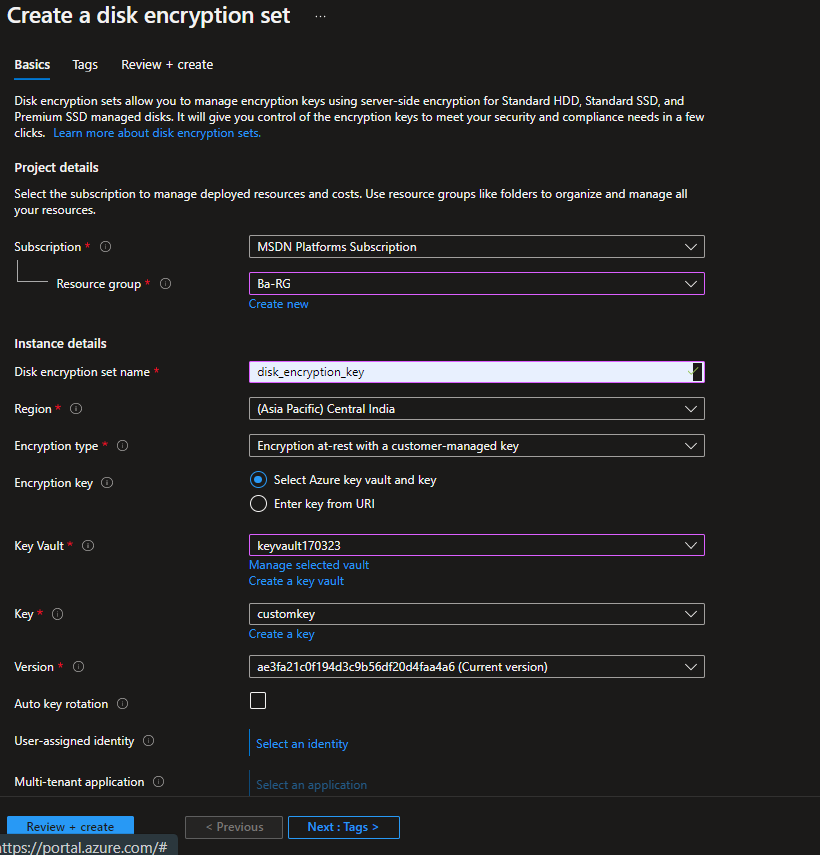 Create a disk encryption set ...
Basics Tags Review + create
Disk encryption sets allow you to manage encryption keys using server-side encryption for Standard HDD, Standard SSD, and
Premium SSD managed disks. It will give you control of the encryption keys to meet your security and compliance needs in a few
clicks. Learn more about disk encryption sets.
Project details
Select the subscription to manage deployed resources and costs. Use resource groups like folders to organize and manage all
your resources.
Subscription * MSDN Platforms Subscription
Resource group * Ba-RG
Create new
Instance details
Disk encryption set name * disk_encryption_key
Region * (Asia Pacific) Central India
Encryption type * Encryption at-rest with a customer-managed key
Encryption key Select Azure key vault and key
Enter key from URI
Key Vault * keyvault170323
Manage selected vault
Create a key vault
Key * customkey
Create a key
Version * ae3fa21c0f194d3c9b56df20d4faa4a6 (Current version)
Auto key rotation
User-assigned identity Select an identity
Multi-tenant application Select an application
Review + create < Previous Next : Tags >
https://portal.azure.com/#